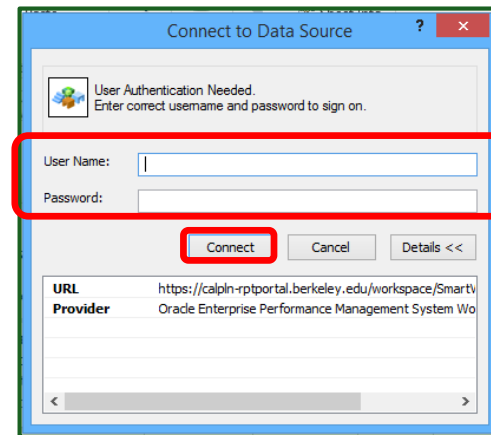 Connect to Data Source ? ×
User Authentication Needed.
Enter correct username and password to sign on.
User Name:
Password:
Connect Cancel Details <<
URL https://calpln-rptportal.berkeley.edu/workspace/SmartV
Provider Oracle Enterprise Performance Management System Wo
< >